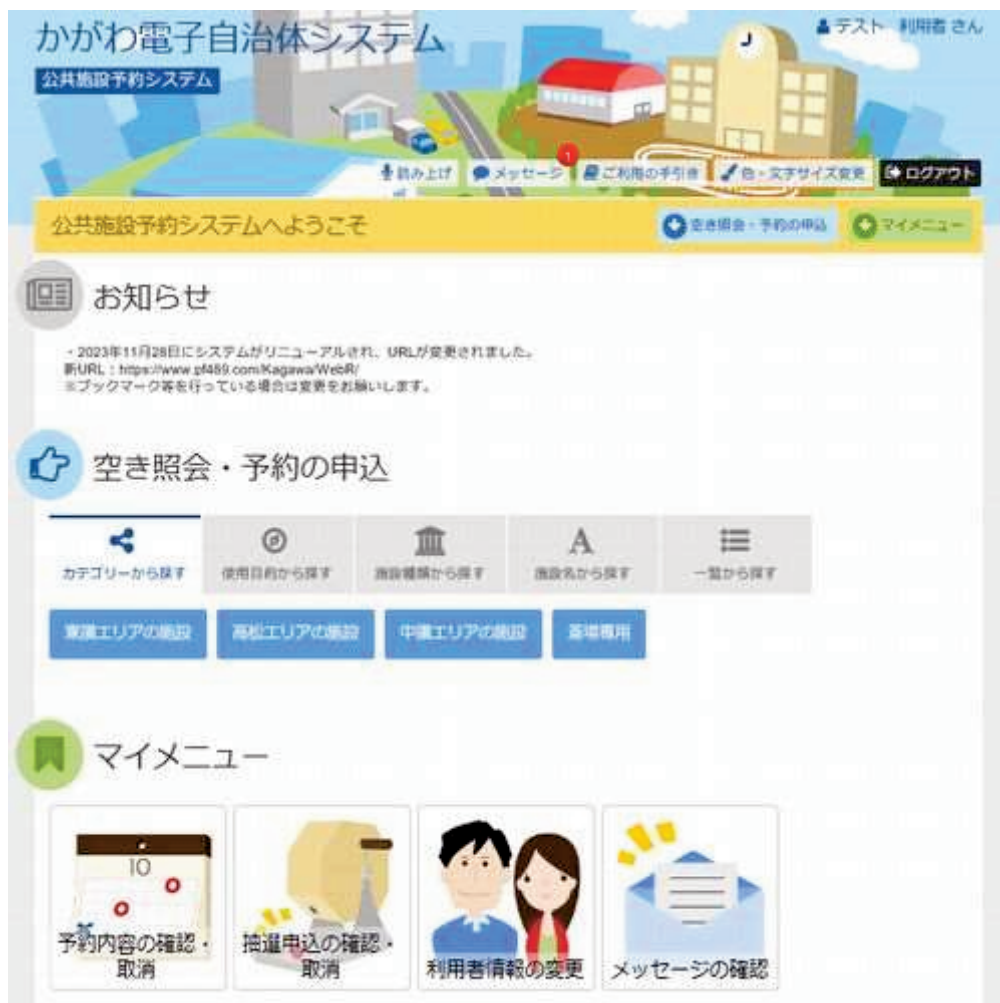 かがわ電子自治体システム
テスト 利用者 さん
公共施設予約システム
読み上げ
メッセージ
1
ご利用の手引き
色・文字サイズ変更
ログアウト
公共施設予約システムへようこそ
空き照会・予約の申込
マイメニュー
お知らせ
・2023年11月28日にシステムがリニューアルされ、URLが変更されました。
新URL：https://www.pf489.com/Kagawa/WebR/
※ブックマーク等を行っている場合は変更をお願いします。
空き照会・予約の申込
カテゴリーから探す
使用目的から探す
施設種類から探す
施設名から探す
一覧から探す
東讃エリアの施設
高松エリアの施設
中讃エリアの施設
斎場専用
マイメニュー
10
予約内容の確認・
取消
抽選申込の確認・
取消
利用者情報の変更
メッセージの確認